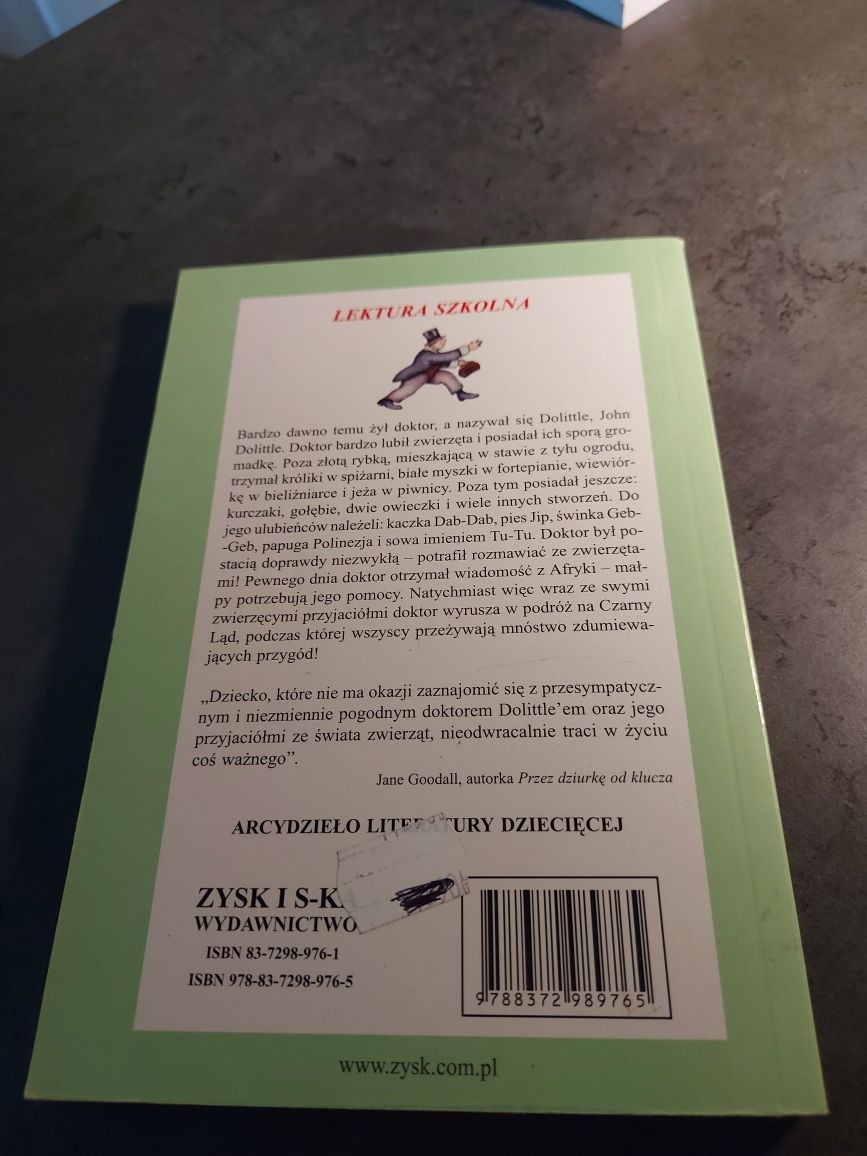 LEKTURA SZKOLNA
Bardzo dawno temu żył doktor, a nazywał się Dolittle, John
Dolittle. Doktor bardzo lubił zwierzęta i posiadał ich sporą gro-
madkę. Poza złotą rybką, mieszkającą w stawie z tyłu ogrodu,
trzymał króliki w spiżarni, białe myszki w fortepianie, wiewiór-
kę w bieliźniarce i jeża w piwnicy. Poza tym posiadał jeszcze:
kurczaki, gołębie, dwie owieczki i wiele innych stworzeń. Do
jego ulubieńców należeli: kaczka Dab-Dab, pies Jip, świnka Geb-
-Geb, papuga Polinezja i sowa imieniem Tu-Tu. Doktor był po-
stacią doprawdy niezwykłą – potrafił rozmawiać ze zwierzęta-
mi! Pewnego dnia doktor otrzymał wiadomość z Afryki – mał-
py potrzebują jego pomocy. Natychmiast więc wraz ze swymi
zwierzęcymi przyjaciółmi doktor wyrusza w podróż na Czarny
Ląd, podczas której wszyscy przeżywają mnóstwo zdumiewa-
jących przygód!
„Dziecko, które nie ma okazji zaznajomić się z przesympatycz-
nym i niezmiennie pogodnym doktorem Dolittle’em oraz jego
przyjaciółmi ze świata zwierząt, nieodwracalnie traci w życiu
coś ważnego”.
Jane Goodall, autorka Przez dziurkę od klucza
ARCYDZIEŁO LITERATURY DZIECIĘCEJ
ZYSK I S-KA
WYDAWNICTWO
ISBN 83-7298-976-1
ISBN 978-83-7298-976-5
9788372989765
www.zysk.com.pl